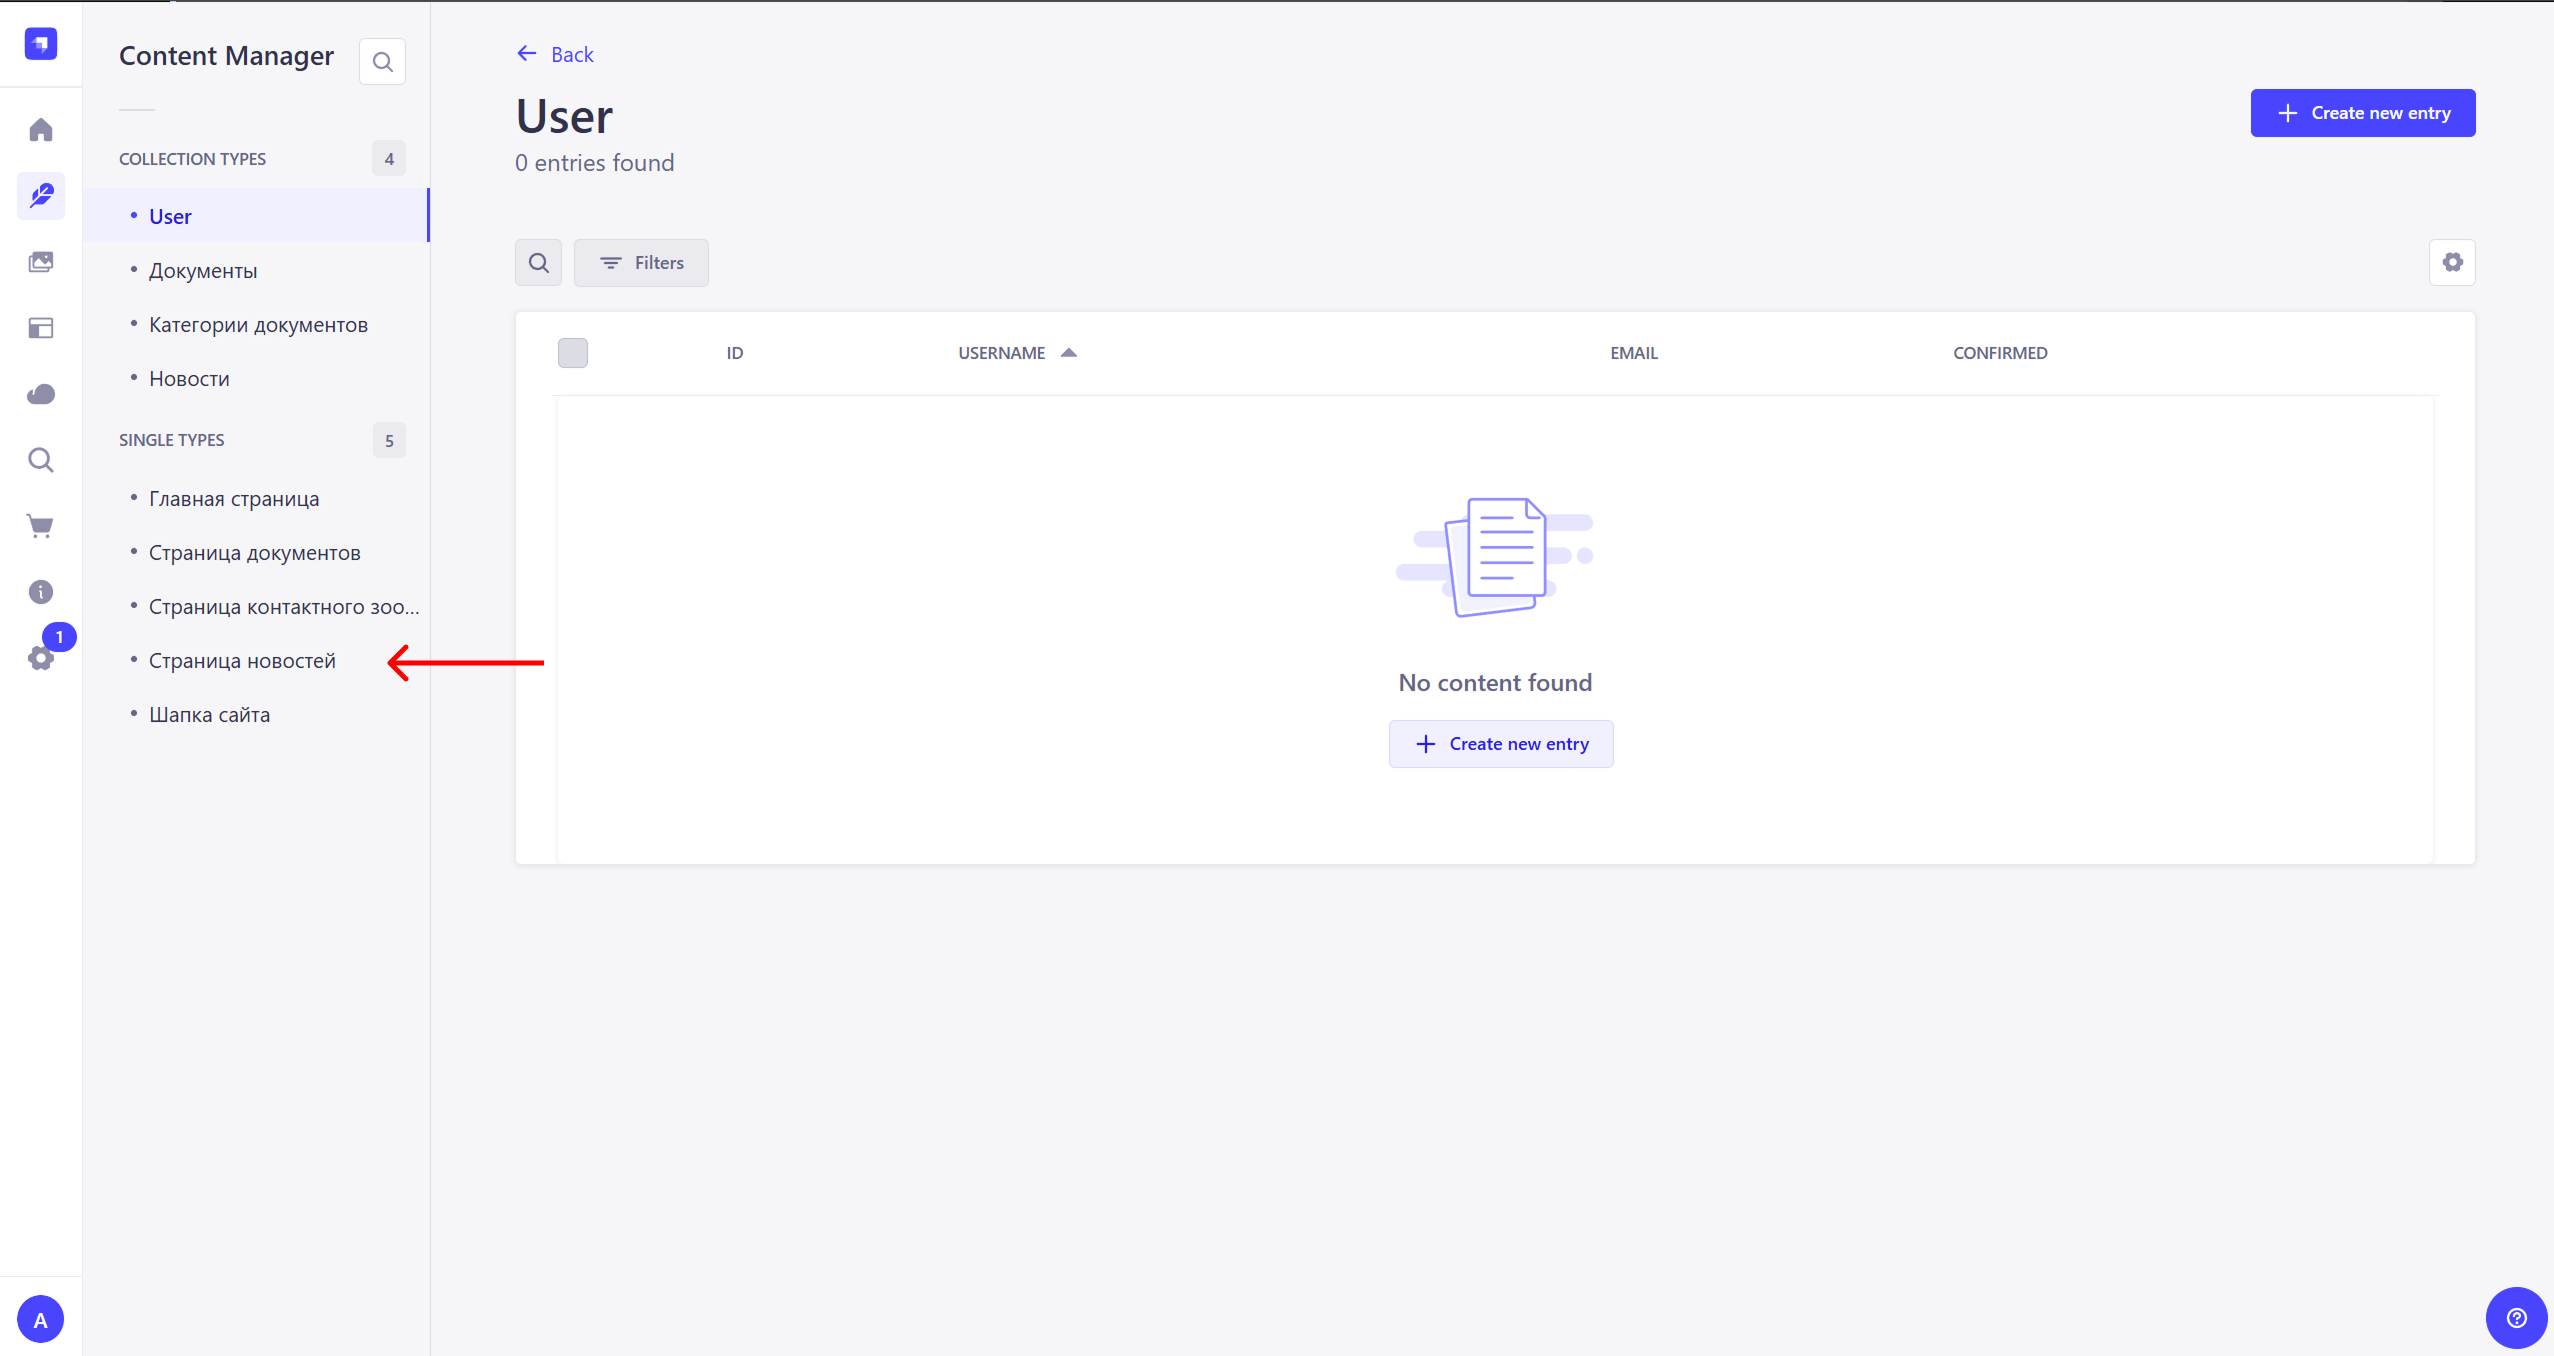 Content Manager
COLLECTION TYPES 4
User
Документы
Категории документов
Новости
SINGLE TYPES 5
Главная страница
Страница документов
Страница контактного зоо...
Страница новостей
Шапка сайта
1
A
Back
User
0 entries found
Create new entry
Filters
ID USERNAME EMAIL CONFIRMED
No content found
Create new entry